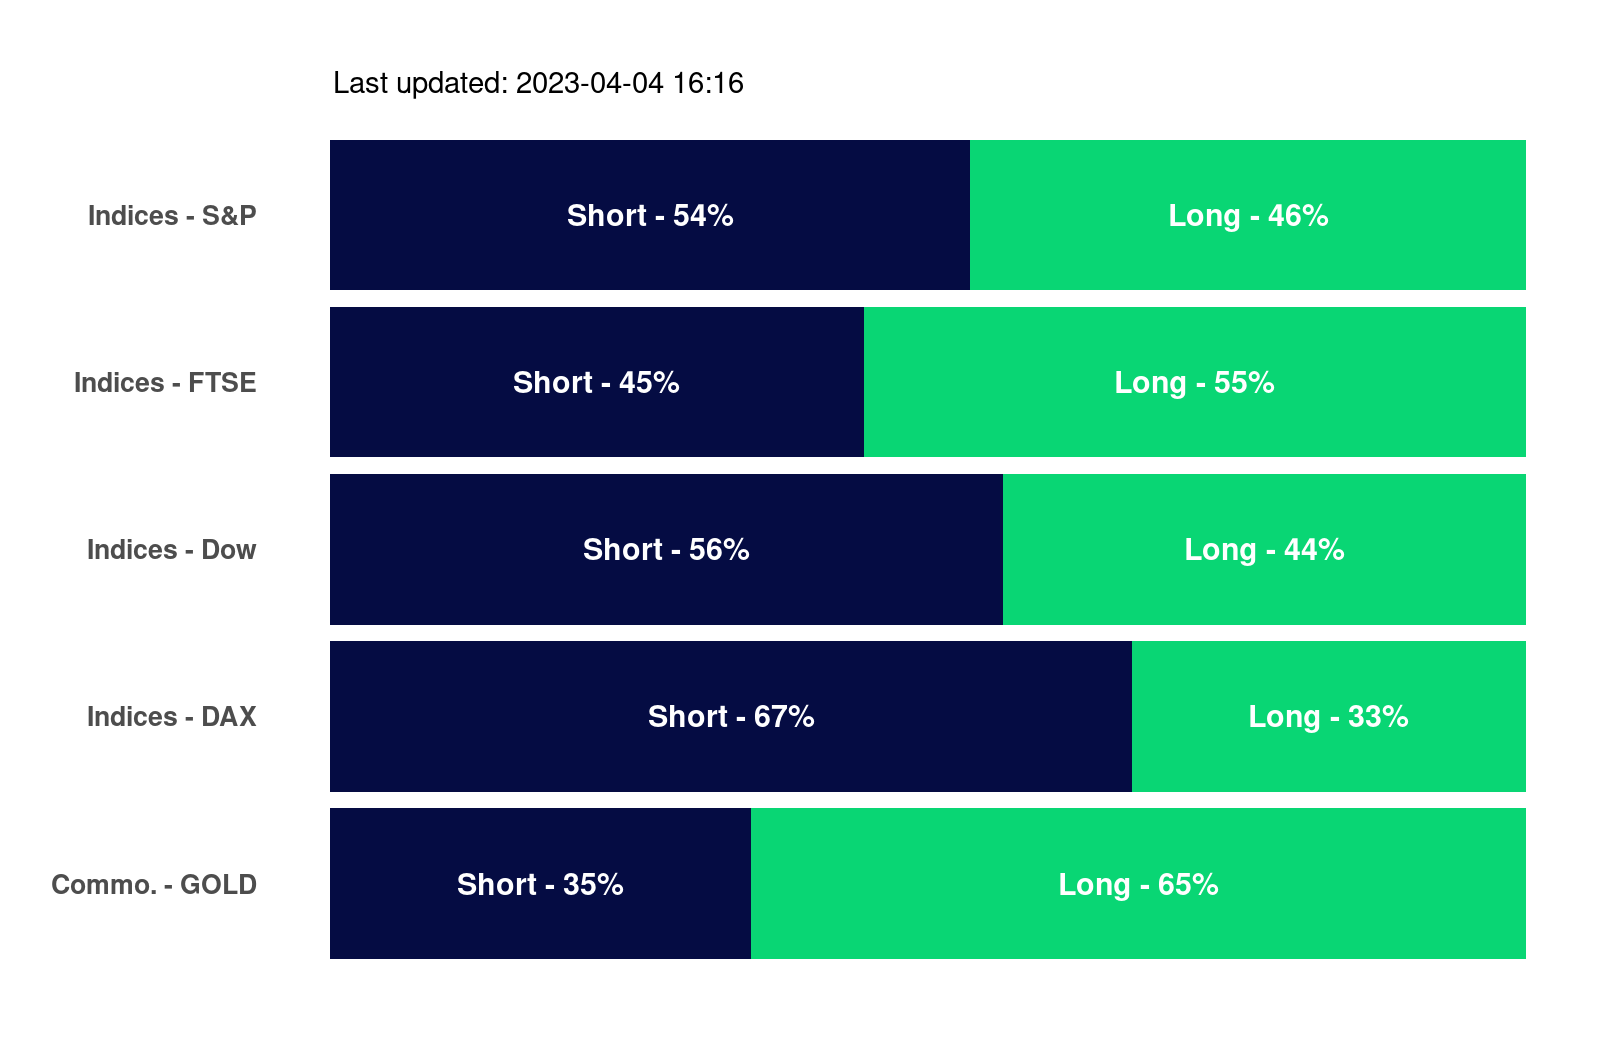 Last updated: 2023-04-04 16:16
Indices - S&P
Short - 54%
Long - 46%
Indices - FTSE
Short - 45%
Long - 55%
Indices - Dow
Short - 56%
Long - 44%
Indices - DAX
Short - 67%
Long - 33%
Commo. - GOLD
Short - 35%
Long - 65%